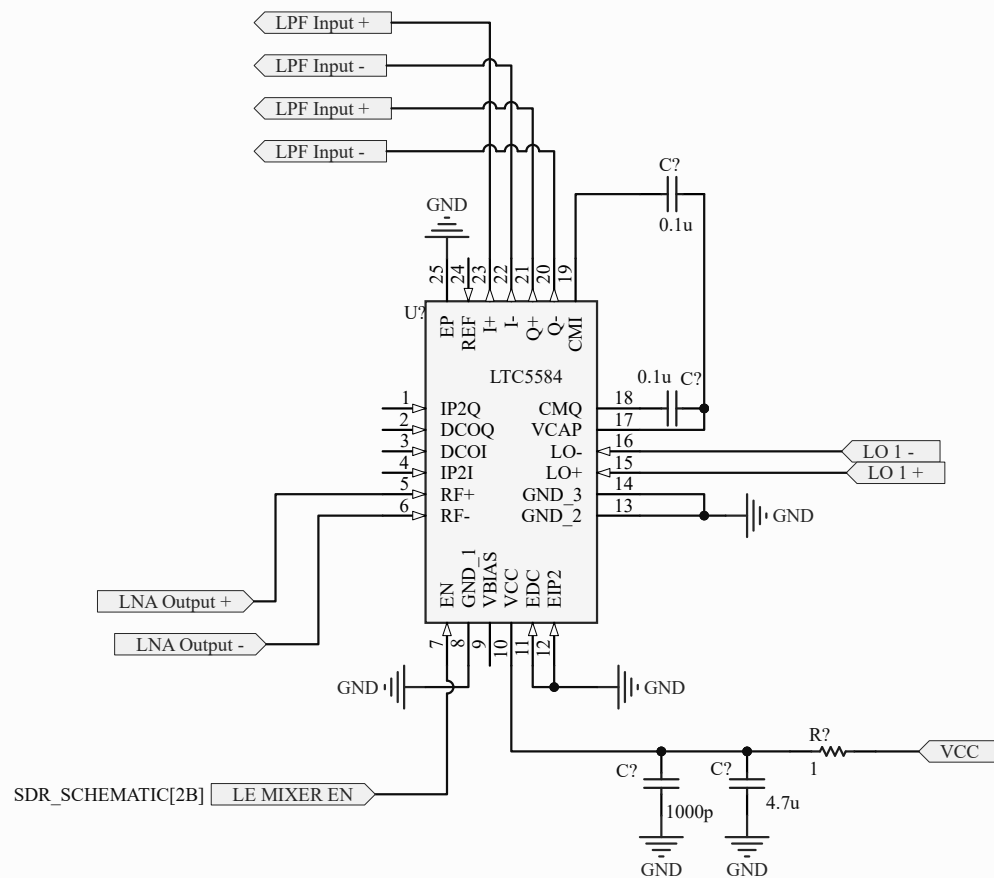 LPF Input +
LPF Input -
LPF Input +
LPF Input -
C?
0.1u
GND
25
24
23
22
21
20
19
U?
EP
REF
I+
I-
Q+
Q-
CMI
LTC5584
0.1u C?
1 IP2Q
2 DCOQ
3 DCOI
4 IP2I
5 RF+
6 RF-
CMQ 18
VCAP 17
LO- 16
LO+ 15
GND_3 14
GND_2 13
LO 1 -
LO 1 +
GND
EN
GND_1
VBIAS
VCC
EDC
EIP2
7
8
9
10
11
12
LNA Output +
LNA Output -
GND
GND
R?
1
VCC
C?
1000p
C?
4.7u
GND
GND
SDR_SCHEMATIC[2B] LE MIXER EN